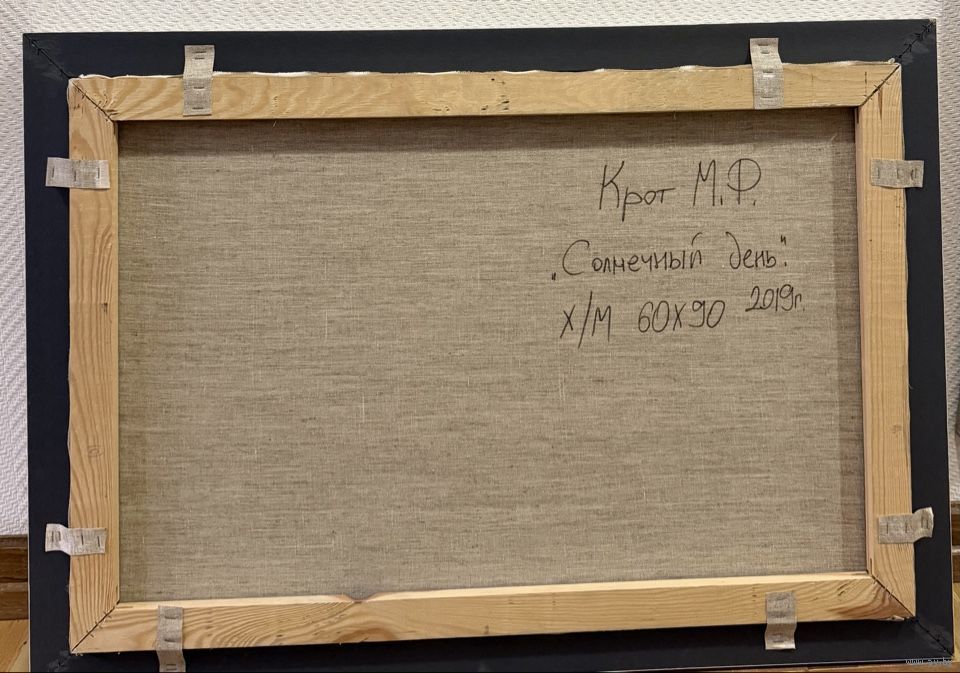 Крот М.Ф.
„Солнечный день."
Х/М 60Х90 2019г.